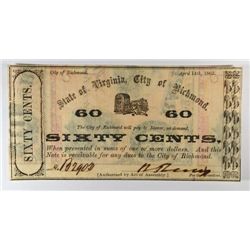 City of Richmond. April 14th, 1862.
State of Virginia, City of Richmond.
SIXTY CENTS.
60 60
The City of Richmond will pay to Bearer, on demand,
SIXTY CENTS,
When presented in sums of one or more dollars. And this
Note is receivable for any dues to the City of Richmond.
[Authorised by Act of Assembly.]